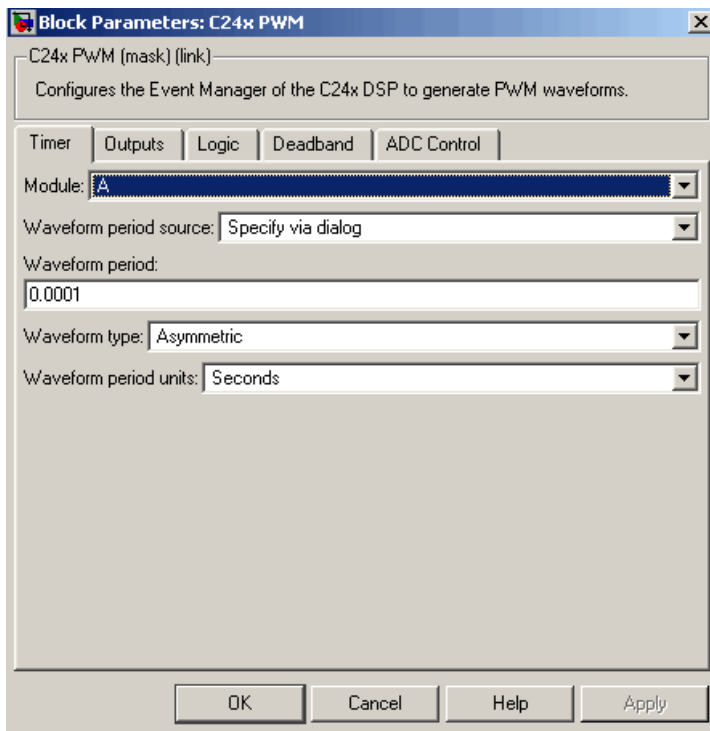 Block Parameters: C24x PWM
C24x PWM (mask) (link)
Configures the Event Manager of the C24x DSP to generate PWM waveforms.
Timer Outputs Logic Deadband ADC Control
Module: A
Waveform period source: Specify via dialog
Waveform period:
0.0001
Waveform type: Asymmetric
Waveform period units: Seconds
OK Cancel Help Apply